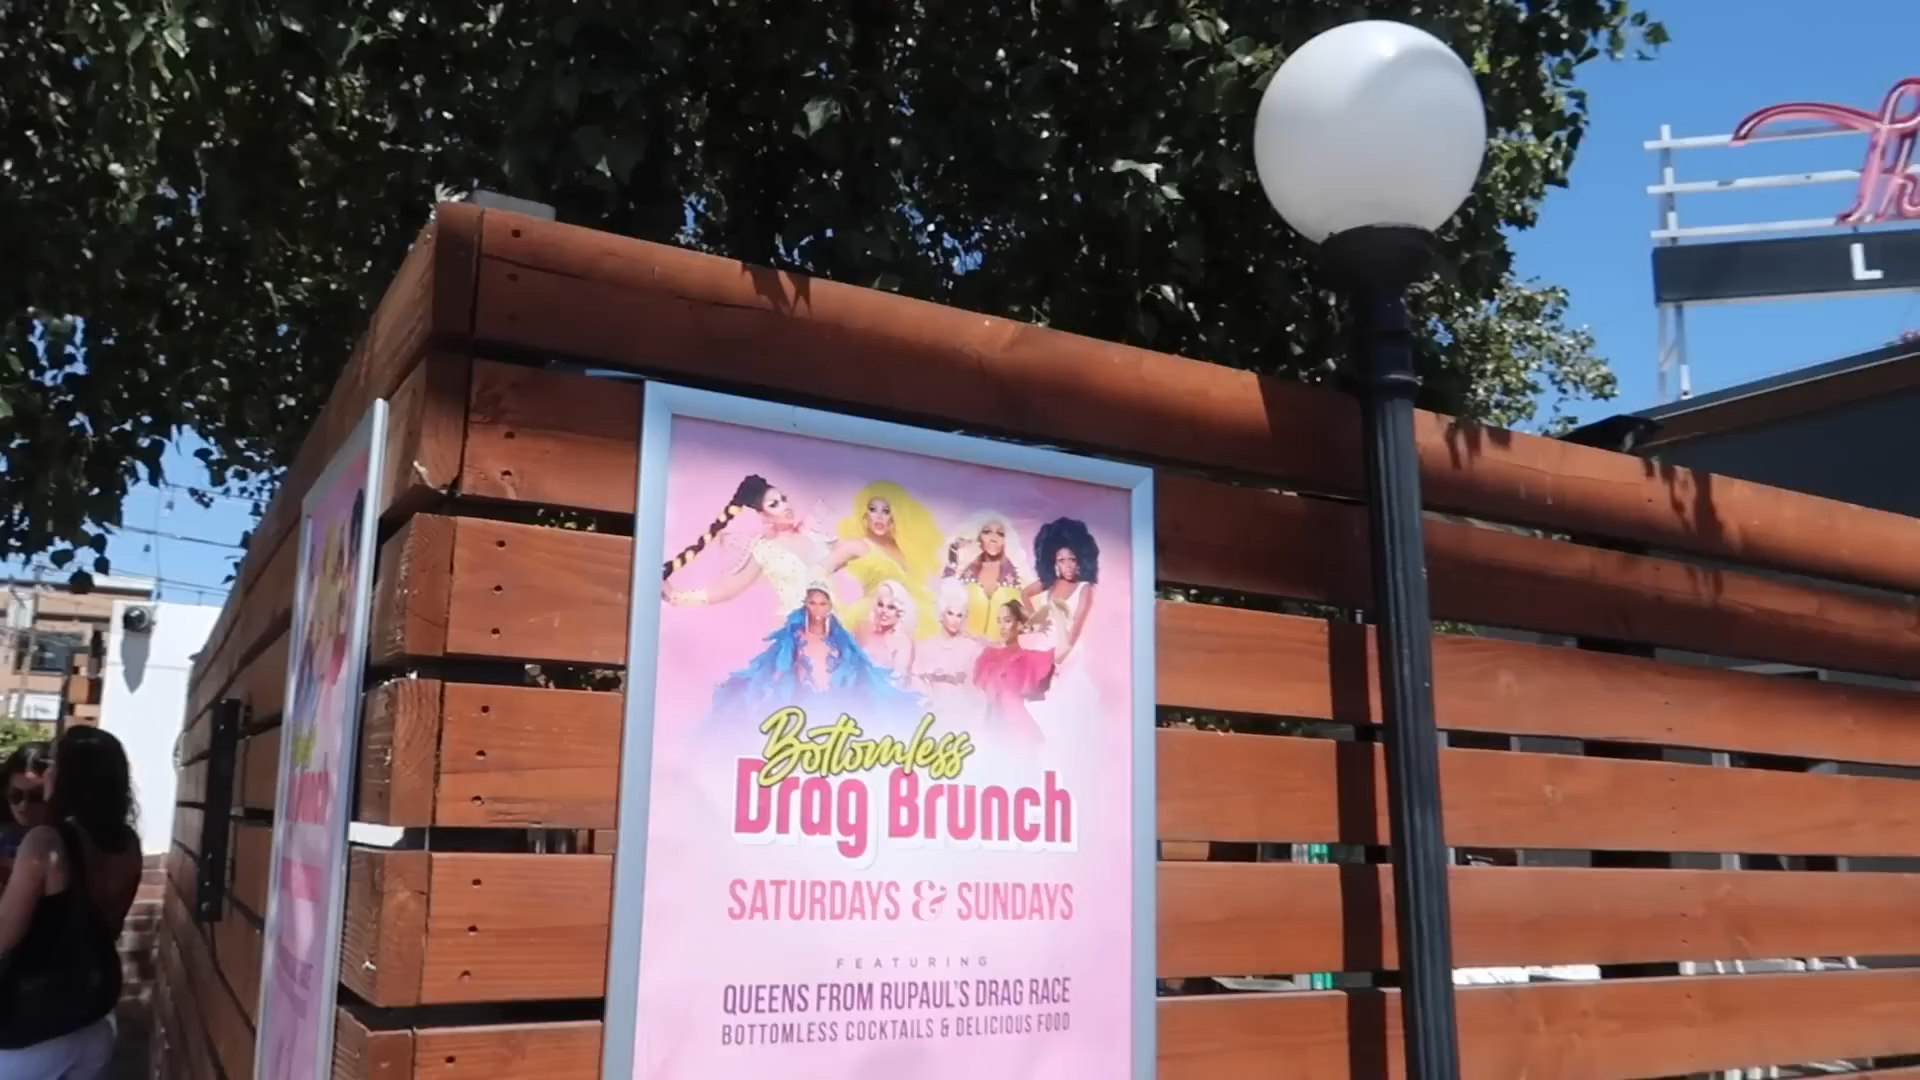 L
Bottomless
Drag Brunch
SATURDAYS & SUNDAYS
FEATURING
QUEENS FROM RUPAUL'S DRAG RACE
BOTTOMLESS COCKTAILS & DELICIOUS FOOD